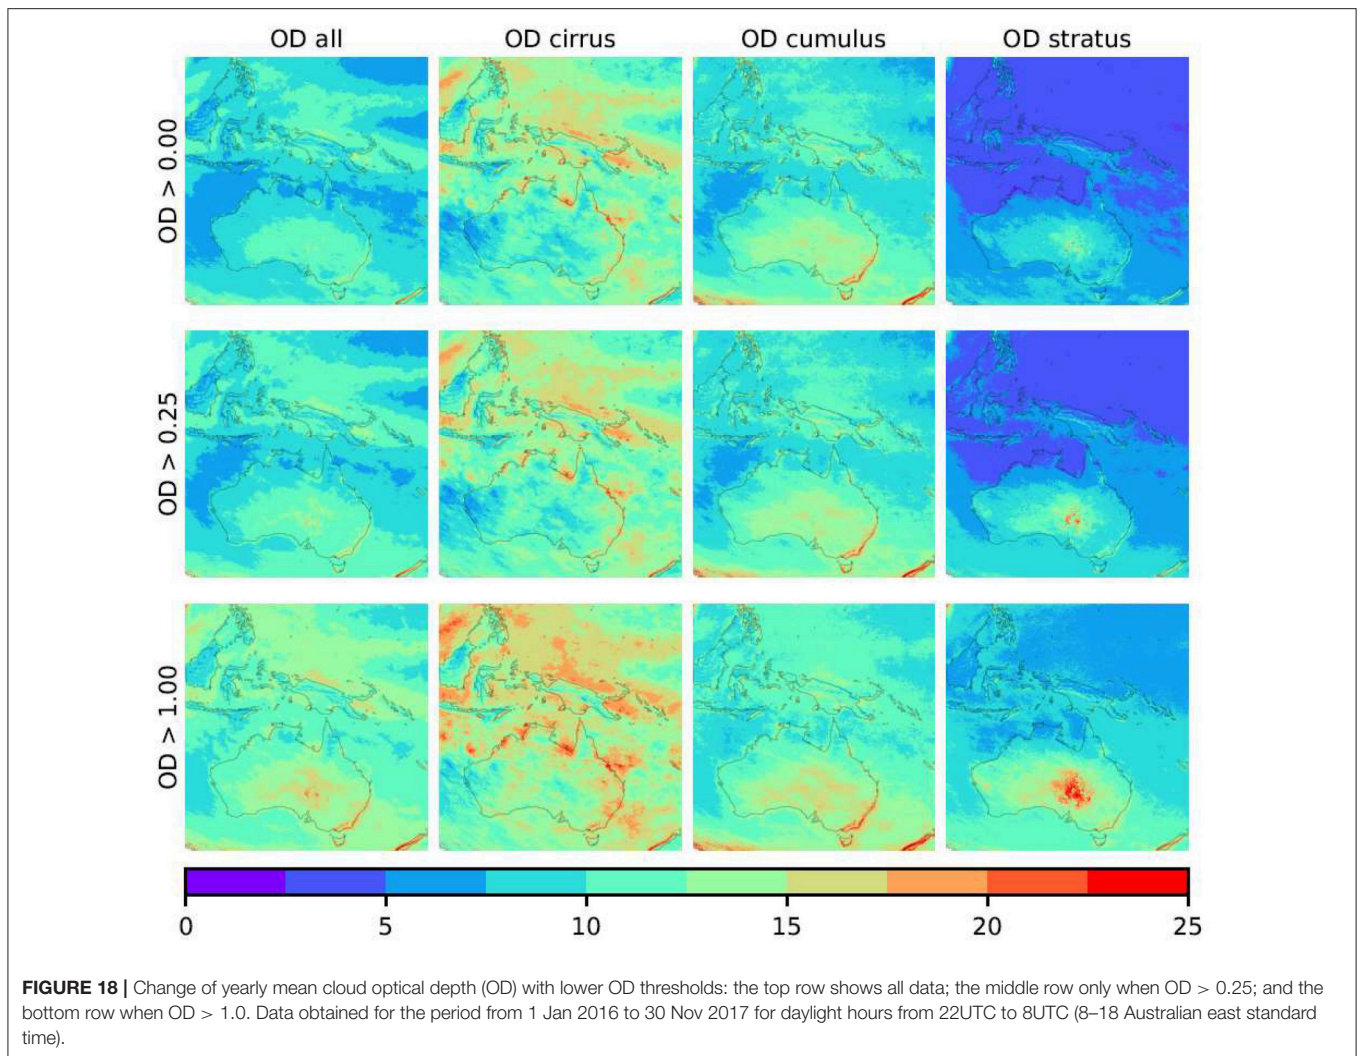 OD all OD cirrus OD cumulus OD stratus
OD > 0.00
OD > 0.25
OD > 1.00
0 5 10 15 20 25
FIGURE 18 | Change of yearly mean cloud optical depth (OD) with lower OD thresholds: the top row shows all data; the middle row only when OD > 0.25; and the
bottom row when OD > 1.0. Data obtained for the period from 1 Jan 2016 to 30 Nov 2017 for daylight hours from 22UTC to 8UTC (8–18 Australian east standard
time).